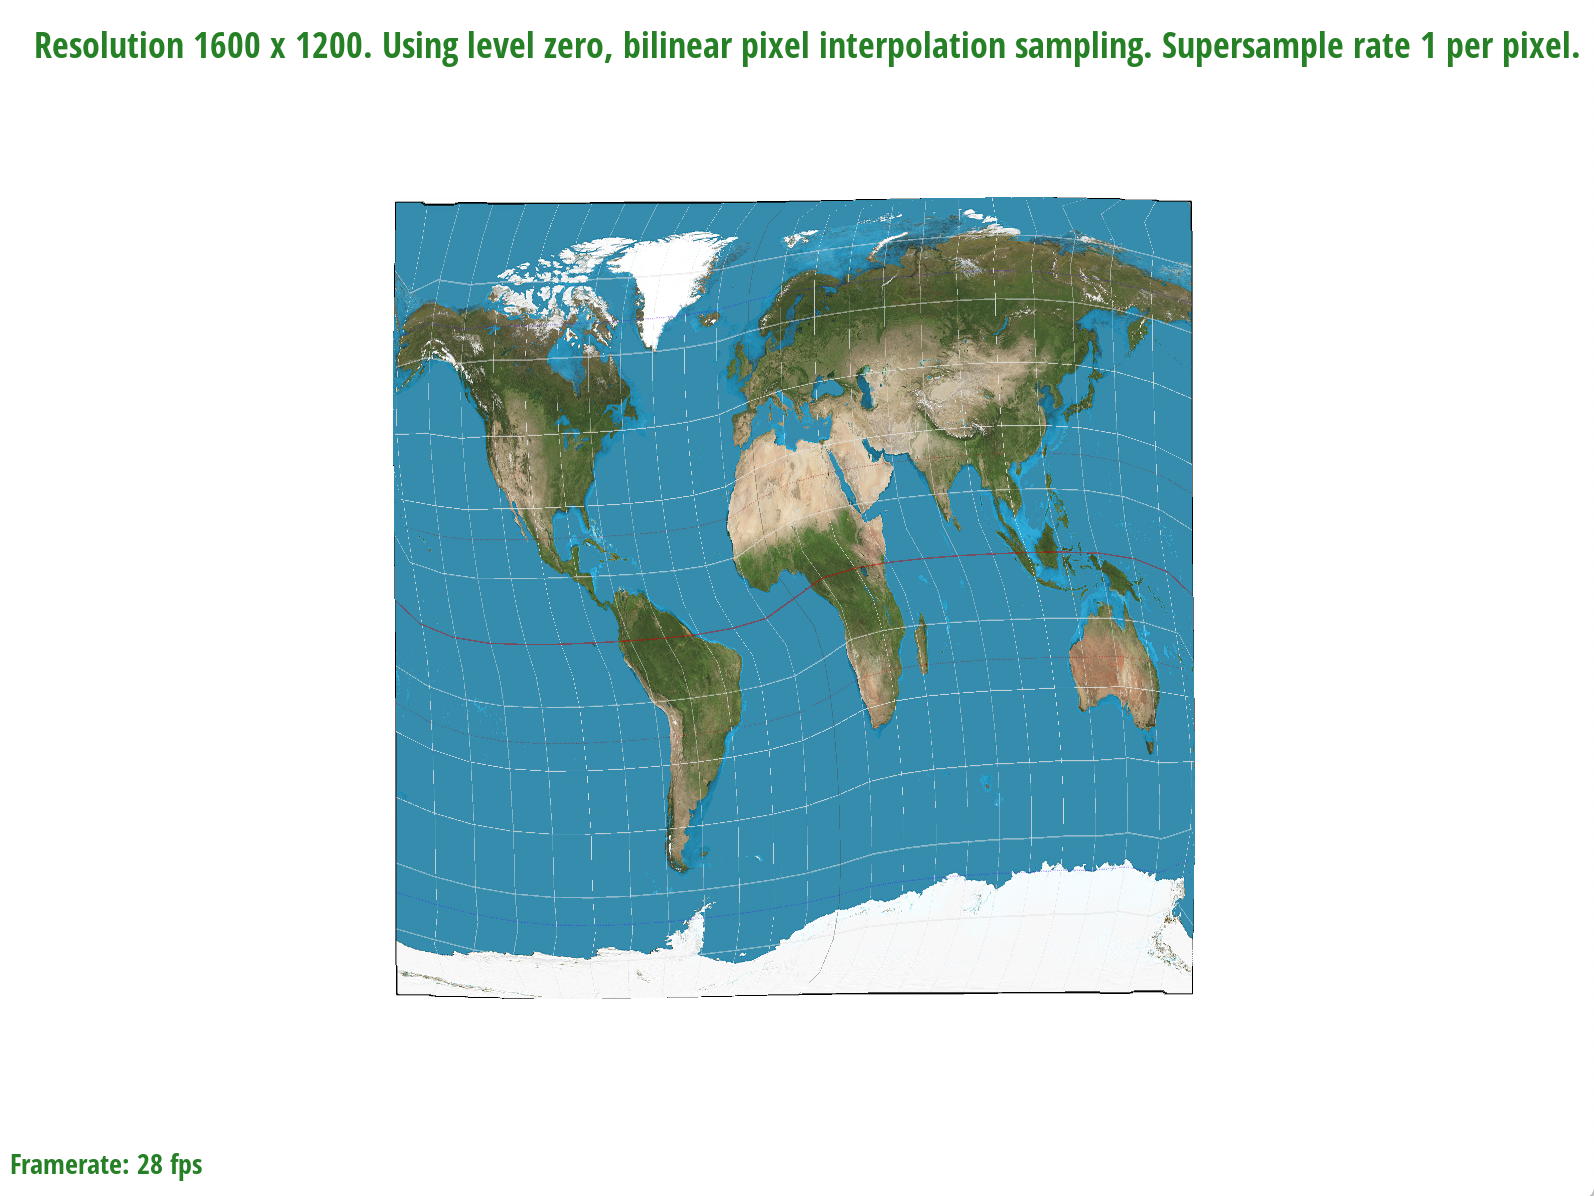 Resolution 1600 x 1200. Using level zero, bilinear pixel interpolation sampling. Supersample rate 1 per pixel.
Framerate: 28 fps